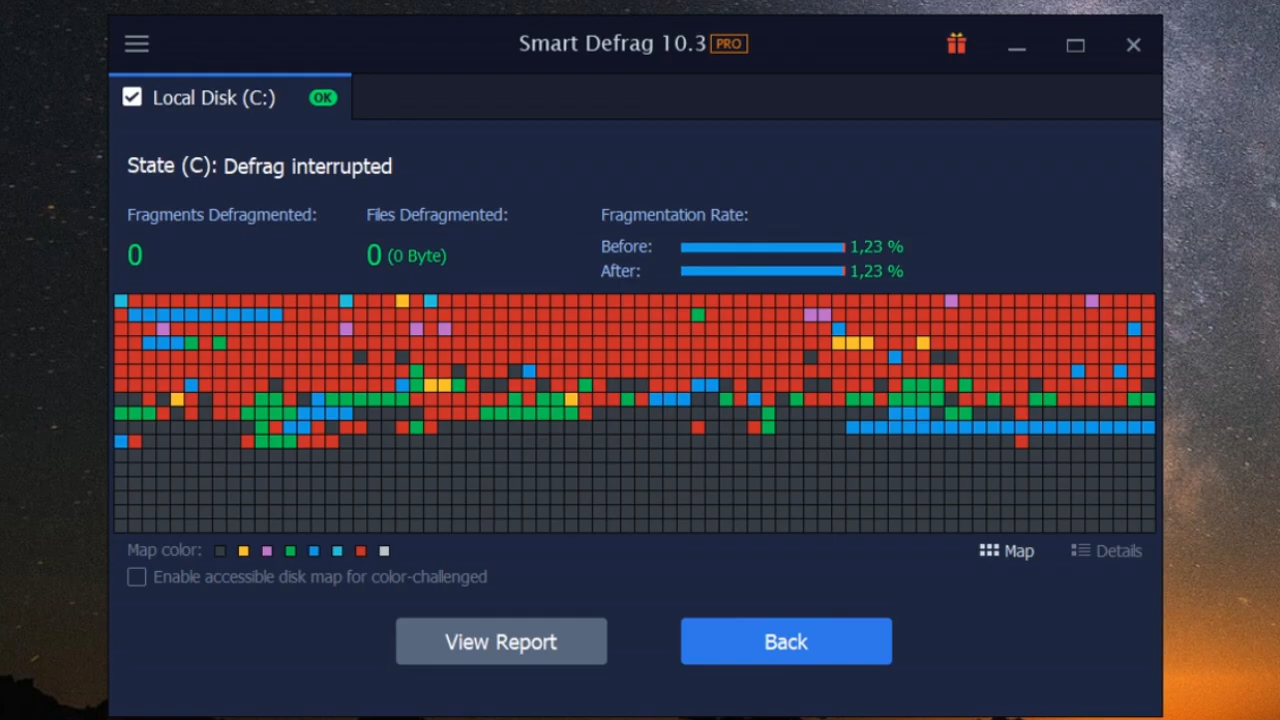 Smart Defrag 10.3 PRO
Local Disk (C:) OK
State (C): Defrag interrupted
Fragments Defragmented: Files Defragmented: Fragmentation Rate:
0 0 (0 Byte) Before: 1,23 %
After: 1,23 %
Map color: Map Details
Enable accessible disk map for color-challenged
View Report Back